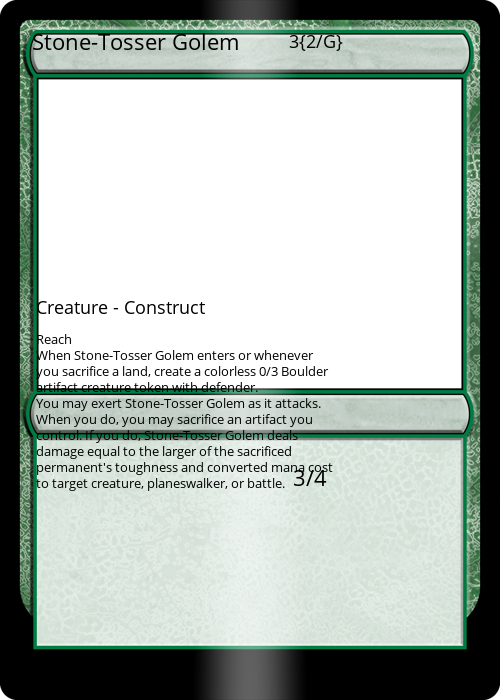 Stone-Tosser Golem 3{2/G}
Creature - Construct
Reach
When Stone-Tosser Golem enters or whenever
you sacrifice a land, create a colorless 0/3 Boulder
artifact creature token with defender.
You may exert Stone-Tosser Golem as it attacks.
When you do, you may sacrifice an artifact you
control. If you do, Stone-Tosser Golem deals
damage equal to the larger of the sacrificed
permanent's toughness and converted mana cost
to target creature, planeswalker, or battle.
3/4